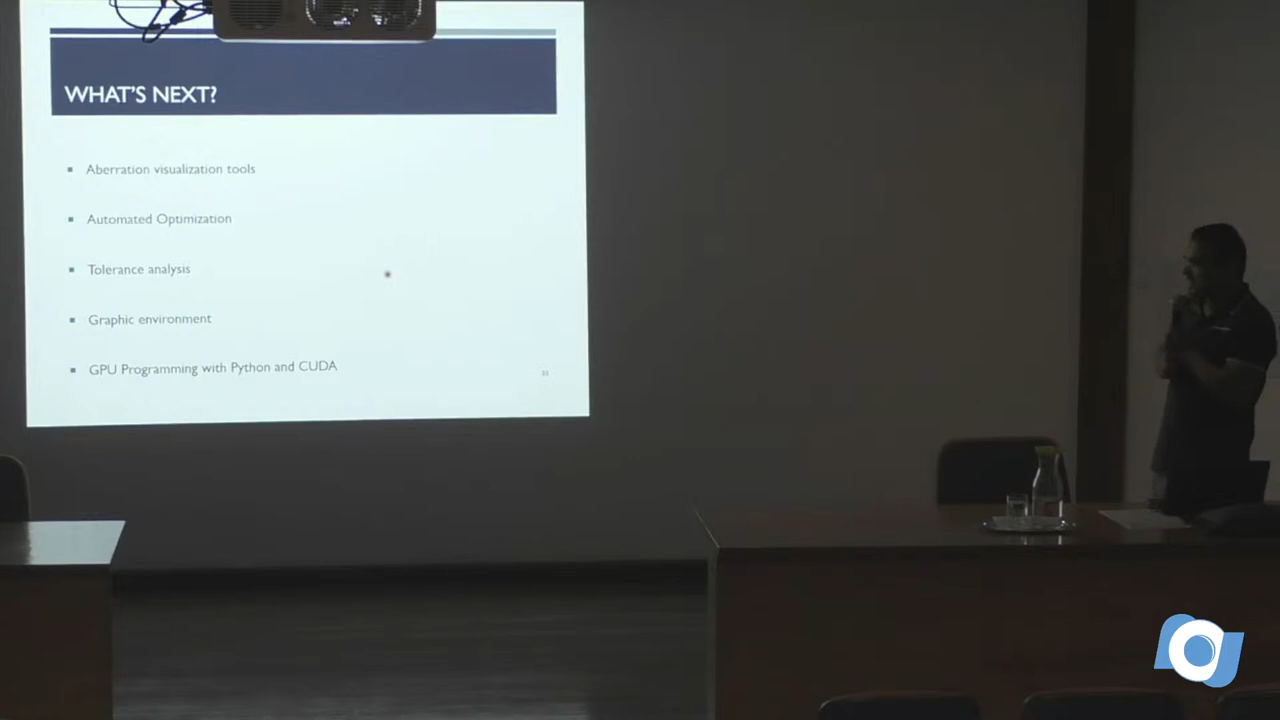 WHAT'S NEXT?
▪ Aberration visualization tools
▪ Automated Optimization
▪ Tolerance analysis
▪ Graphic environment
▪ GPU Programming with Python and CUDA